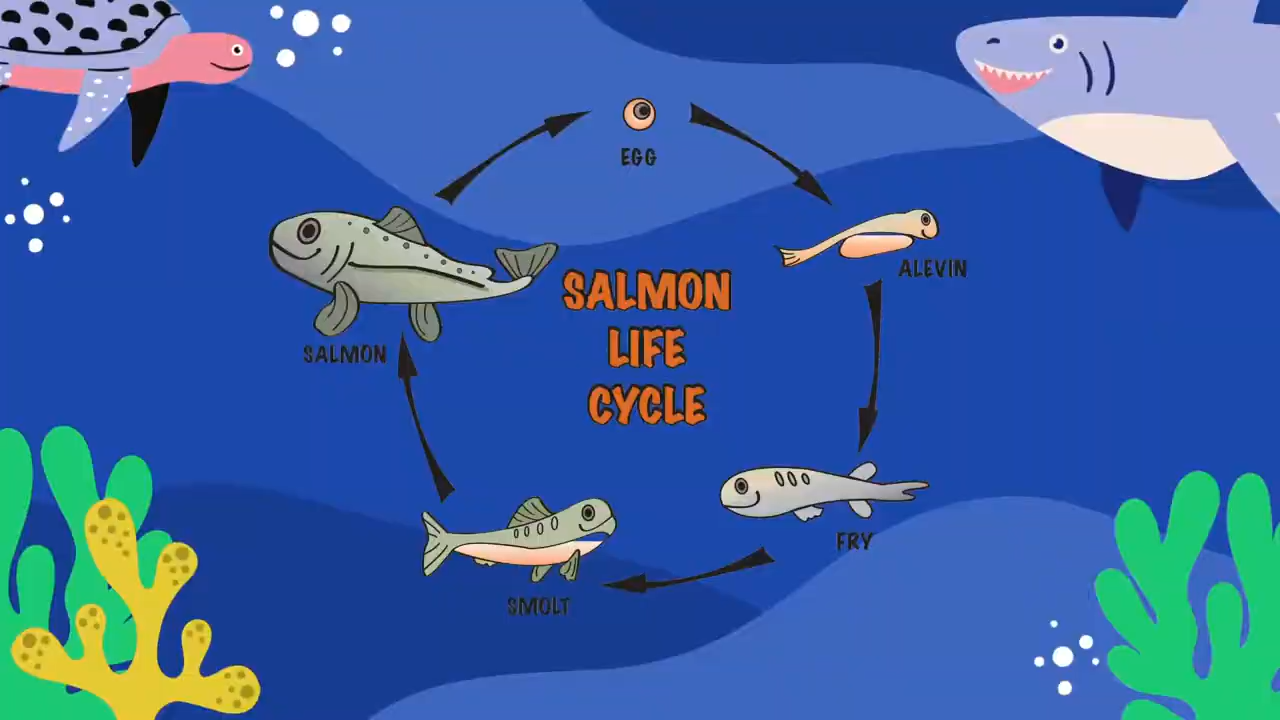 EGG
ALEVIN
SALMON
LIFE
CYCLE
SALMON
FRY
SMOLT